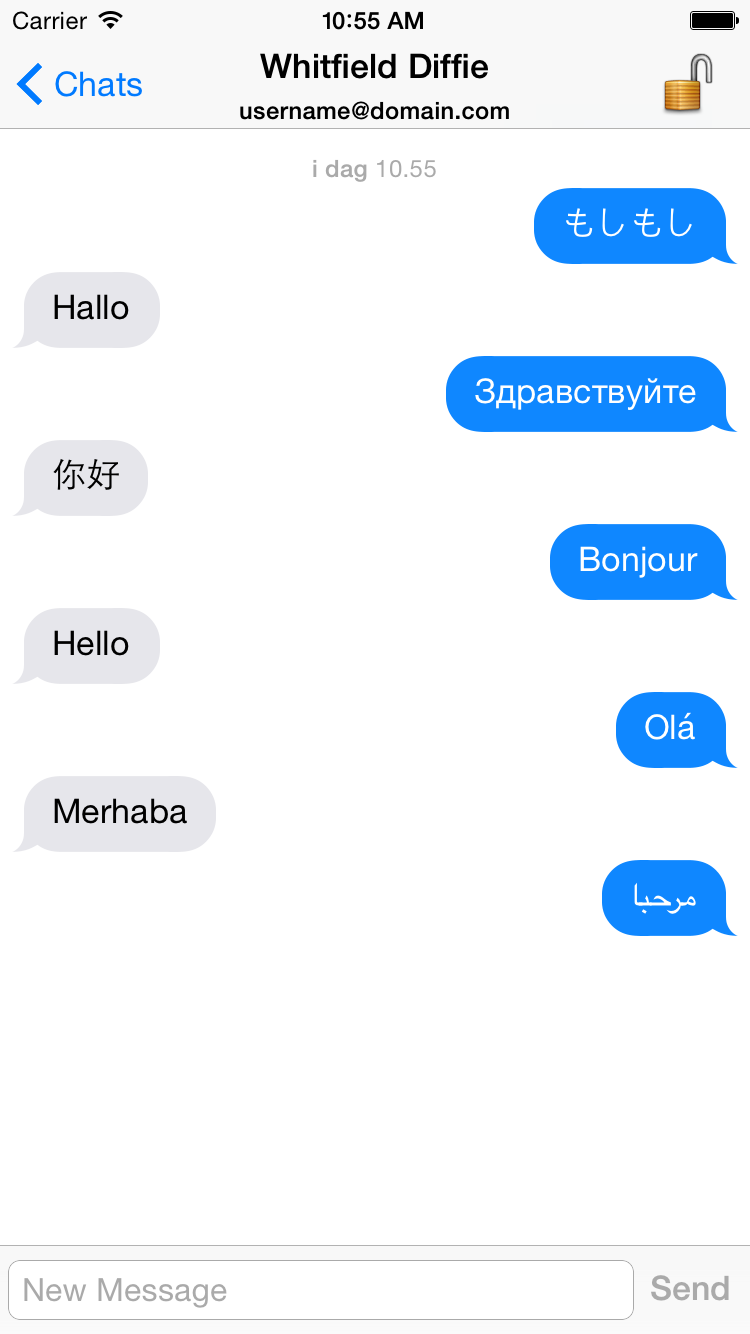 Carrier 10:55 AM
Chats
Whitfield Diffie
username@domain.com
i dag 10.55
もしもし
Hallo
Здравствуйте
你好
Bonjour
Hello
Olá
Merhaba
مرحبا
New Message Send